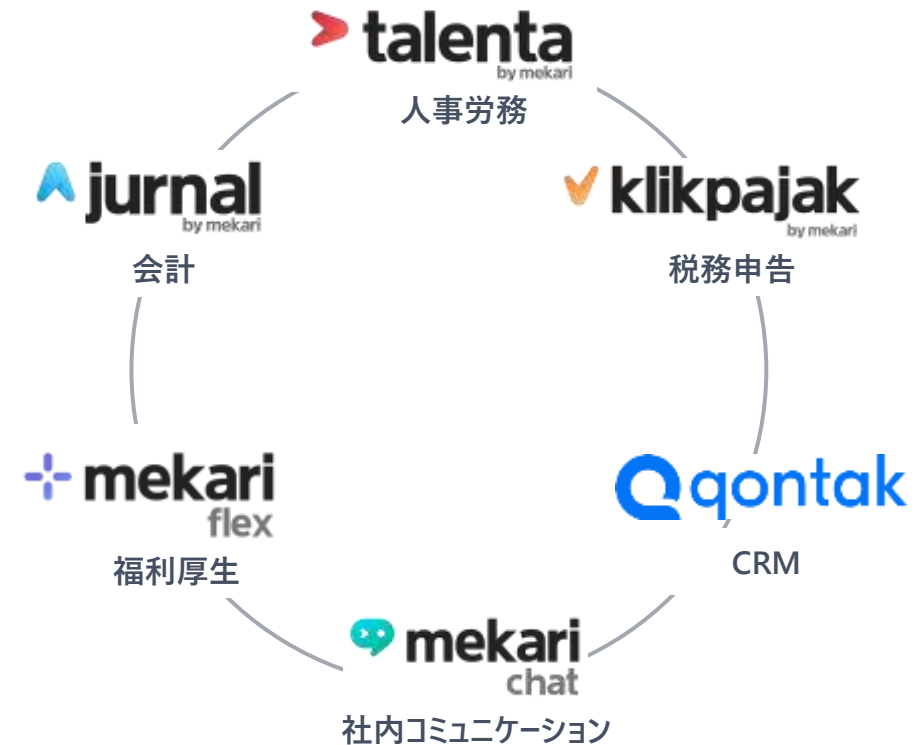 talenta
by mekari
人事労務
jurnal
by mekari
会計
klikpajak
by mekari
税務申告
mekari
flex
福利厚生
qontak
CRM
mekari
chat
社内コミュニケーション